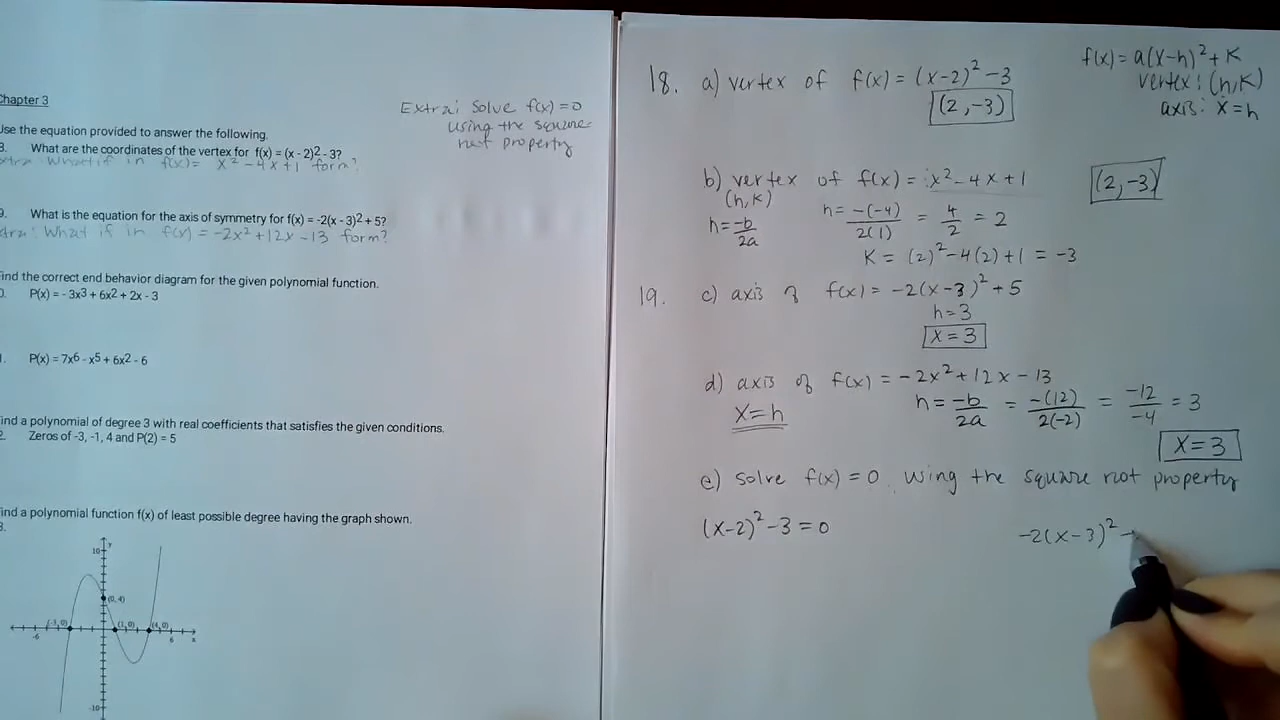 Chapter 3
Extra: Solve f(x)=0
using the square
root property
Use the equation provided to answer the following.
8. What are the coordinates of the vertex for f(x) = (x - 2)2 - 3?
Extra: What if in f(x) = x² - 4x + 1 form?
9. What is the equation for the axis of symmetry for f(x) = -2(x - 3)2 + 5?
Extra: What if in f(x) = -2x² + 12x - 13 form?
Find the correct end behavior diagram for the given polynomial function.
0. P(x) = - 3x3 + 6x2 + 2x - 3
1. P(x) = 7x6 - x5 + 6x2 - 6
Find a polynomial of degree 3 with real coefficients that satisfies the given conditions.
2. Zeros of -3, -1, 4 and P(2) = 5
Find a polynomial function f(x) of least possible degree having the graph shown.
3.
10 y
(0, 4)
(-3, 0) (1, 0) (4, 0)
-6 6 x
-10
f(x) = a(x-h)² + K
vertex: (h, K)
axis: x = h
18. a) vertex of f(x) = (x-2)² - 3
(2, -3)
b) vertex of f(x) = x² - 4x + 1 (2, -3)
(h, K)
h = -b/2a h = -(-4)/2(1) = 4/2 = 2
K = (2)² - 4(2) + 1 = -3
19. c) axis of f(x) = -2(x-3)² + 5
h = 3
x = 3
d) axis of f(x) = -2x² + 12x - 13
x = h h = -b/2a = -(12)/2(-2) = -12/-4 = 3
x = 3
e) Solve f(x) = 0 using the square root property
(x-2)² - 3 = 0 -2(x-3)²